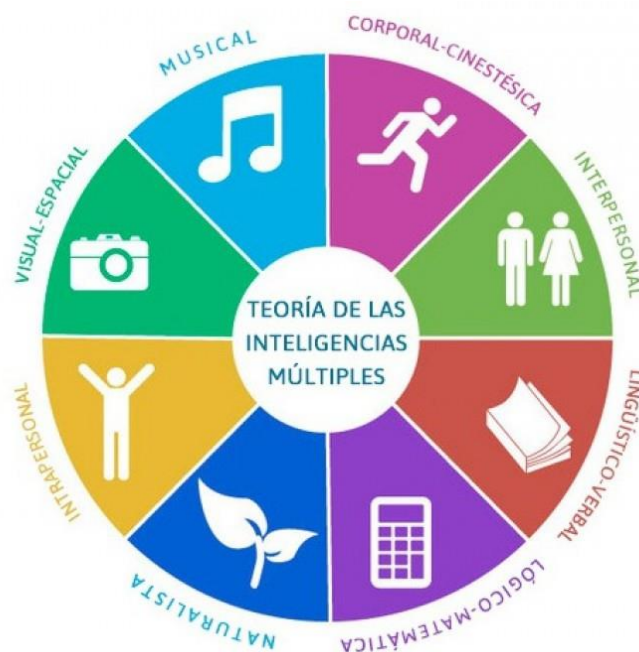 MUSICAL
CORPORAL-CINESTÉSICA
INTERPERSONAL
LINGÜÍSTICO-VERBAL
LÓGICO-MATEMÁTICA
NATURALISTA
INTRAPERSONAL
VISUAL-ESPACIAL
TEORÍA DE LAS
INTELIGENCIAS
MÚLTIPLES